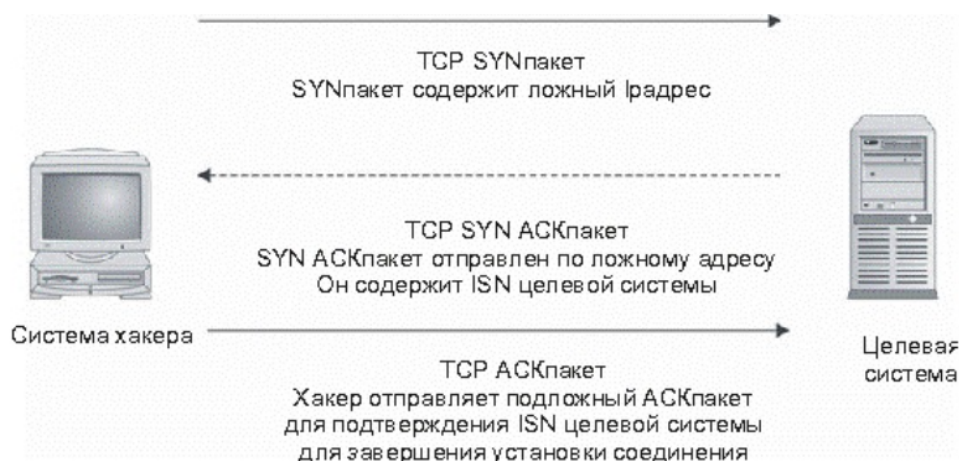 TCP SYNпакет
SYNпакет содержит ложный Ipадрес
TCP SYN ACKпакет
SYN ACKпакет отправлен по ложному адресу
Он содержит ISN целевой системы
Система хакера
TCP ACKпакет
Хакер отправляет подложный ACKпакет
для подтверждения ISN целевой системы
для завершения установки соединения
Целевая
система